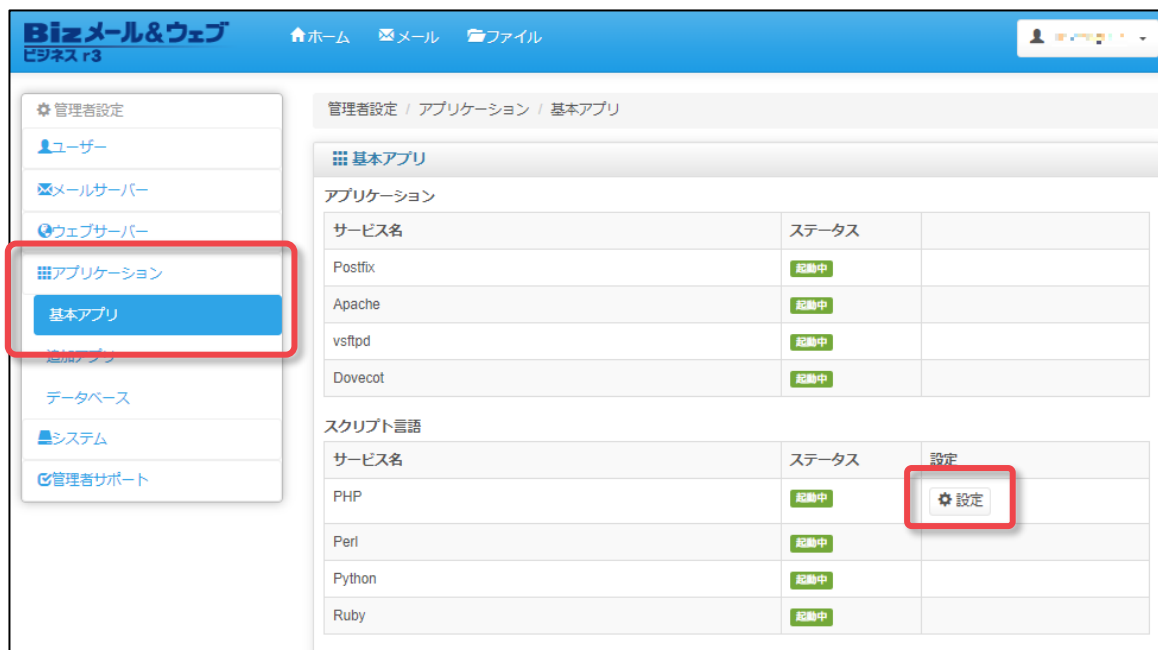 Bizメール&ウェブ
ビジネス r3
ホーム メール ファイル
管理者設定
ユーザー
メールサーバー
ウェブサーバー
アプリケーション
基本アプリ
追加アプリ
データベース
システム
管理者サポート
管理者設定 / アプリケーション / 基本アプリ
基本アプリ
アプリケーション
サービス名 ステータス
Postfix 起動中
Apache 起動中
vsftpd 起動中
Dovecot 起動中
スクリプト言語
サービス名 ステータス 設定
PHP 起動中 設定
Perl 起動中
Python 起動中
Ruby 起動中